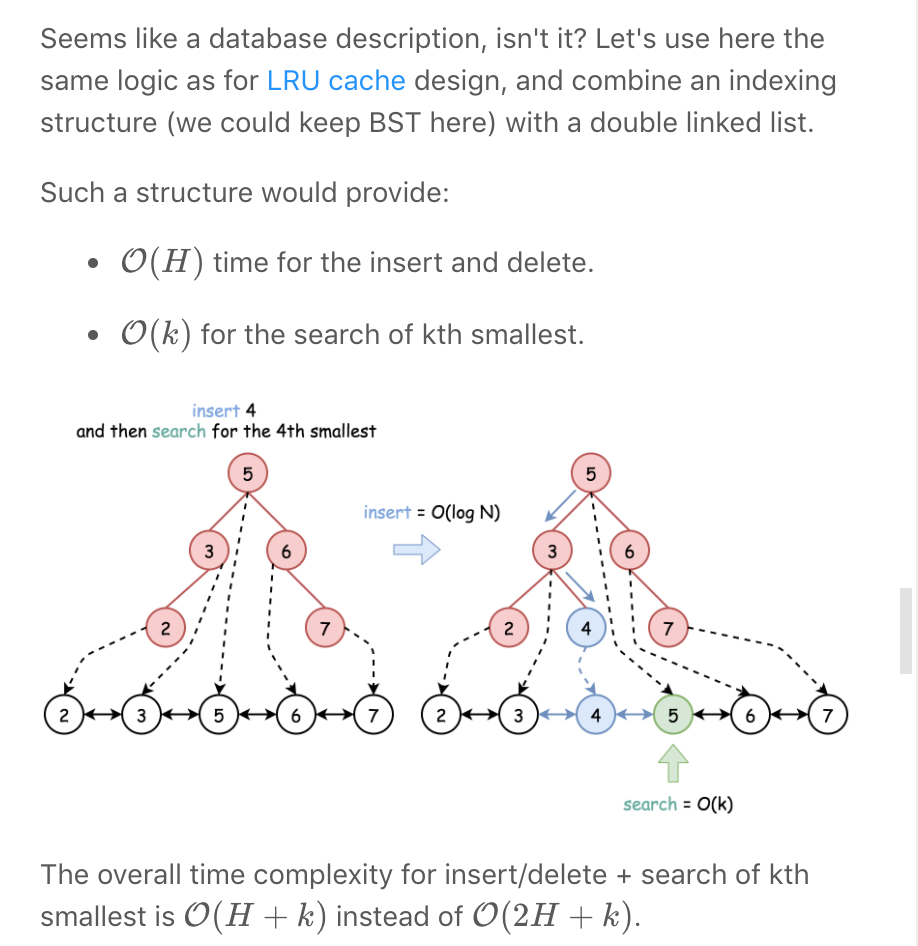 Seems like a database description, isn't it? Let's use here the
same logic as for LRU cache design, and combine an indexing
structure (we could keep BST here) with a double linked list.
Such a structure would provide:
• 𝒪(H) time for the insert and delete.
• 𝒪(k) for the search of kth smallest.
insert 4
and then search for the 4th smallest
5
5
insert = O(log N)
3
6
3
6
2
7
2
4
7
2
3
5
6
7
2
3
4
5
6
7
search = O(k)
The overall time complexity for insert/delete + search of kth
smallest is 𝒪(H + k) instead of 𝒪(2H + k).